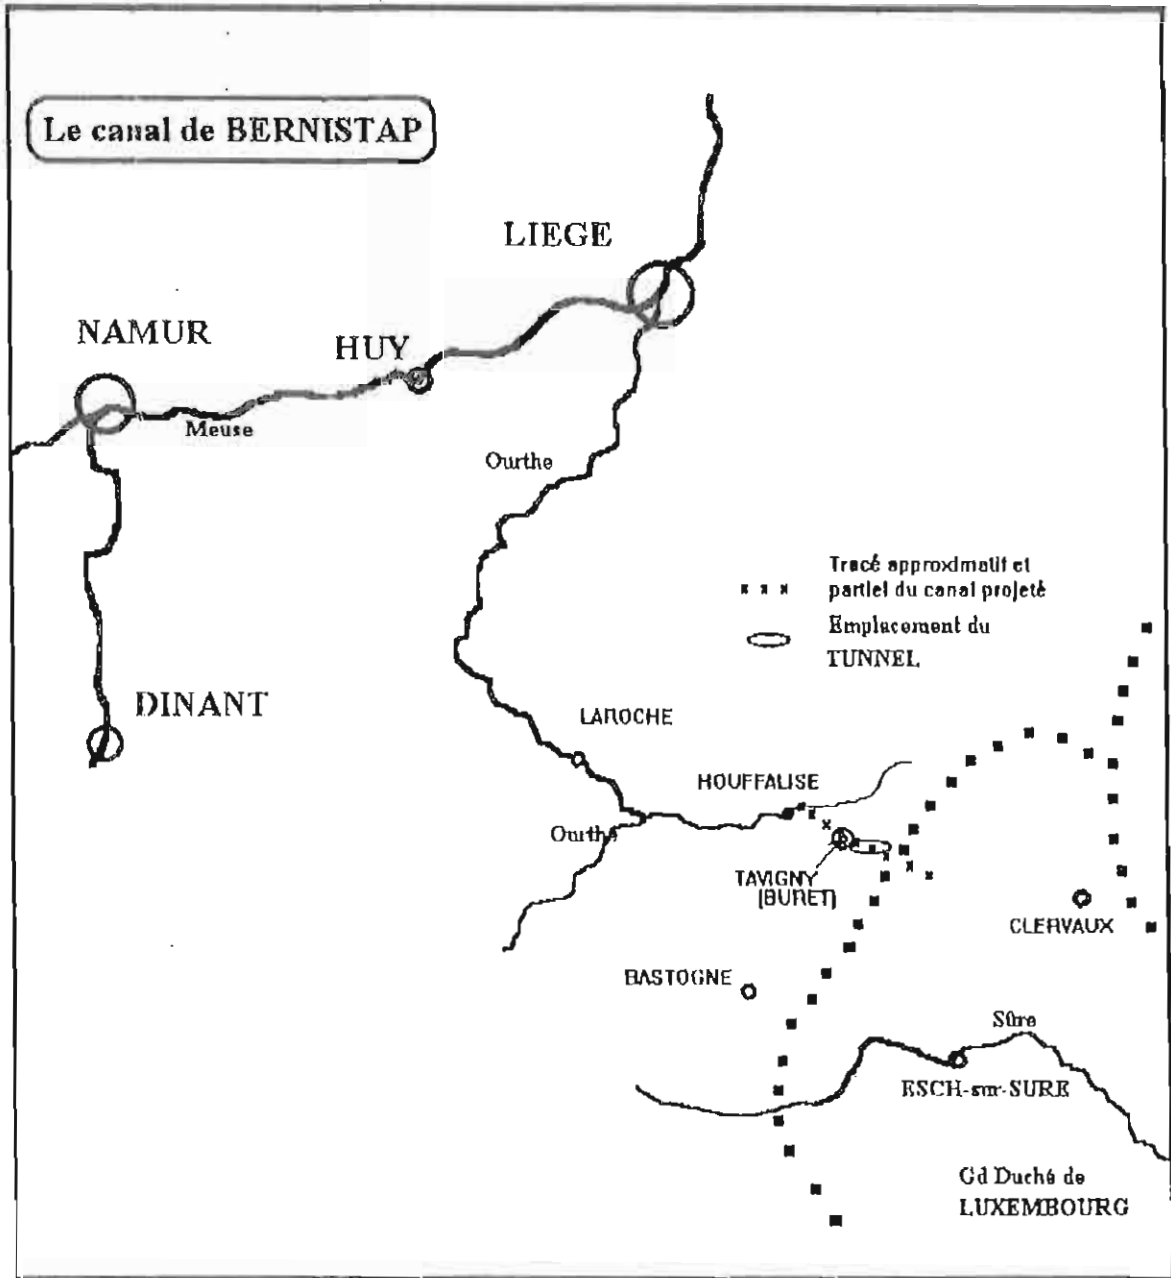 Le canal de BERNISTAP
LIEGE
NAMUR
HUY
Meuse
Ourthe
Tracé approximatif et
partiel du canal projeté
Emplacement du
TUNNEL
DINANT
LAROCHE
HOUFFALISE
Ourthe
TAVIGNY
(BURET)
CLERVAUX
BASTOGNE
Sûre
ESCH-sur-SURE
Gd Duché de
LUXEMBOURG